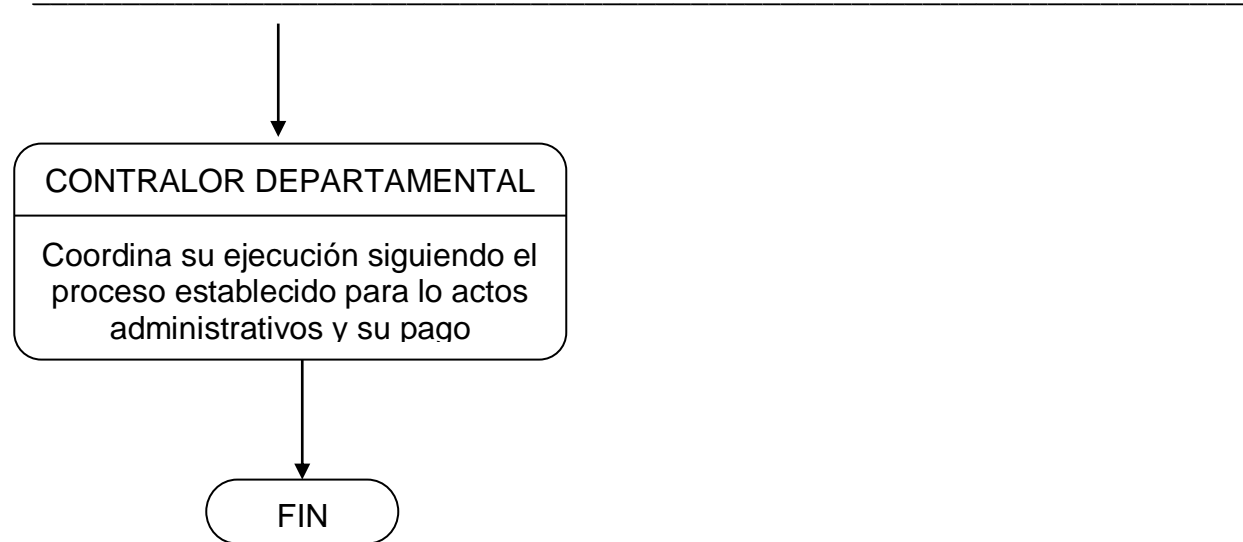 CONTRALOR DEPARTAMENTAL
Coordina su ejecución siguiendo el
proceso establecido para lo actos
administrativos y su pago
FIN